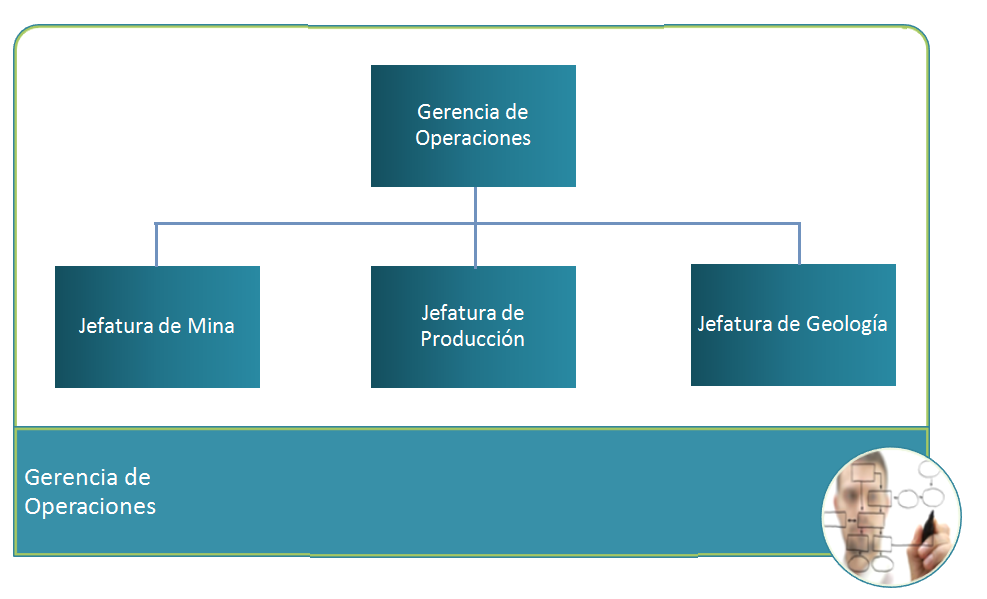 Gerencia de
Operaciones
Jefatura de Mina
Jefatura de
Producción
Jefatura de Geología
Gerencia de
Operaciones